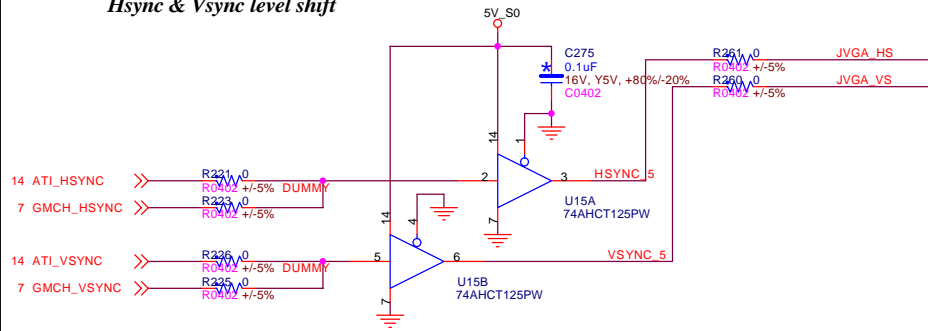 Hsync & Vsync level shift
5V_S0
C275
0.1uF
16V, Y5V, +80%/-20%
C0402
R261 0
R0402 +/-5%
JVGA_HS
R260 0
R0402 +/-5%
JVGA_VS
14
1
14 ATI_HSYNC
R221 0
R0402 +/-5% DUMMY
2
3
HSYNC_5
7 GMCH_HSYNC
R223 0
R0402 +/-5%
U15A
74AHCT125PW
7
14
4
14 ATI_VSYNC
R226 0
R0402 +/-5% DUMMY
5
6
VSYNC_5
7 GMCH_VSYNC
R225 0
R0402 +/-5%
U15B
74AHCT125PW
7